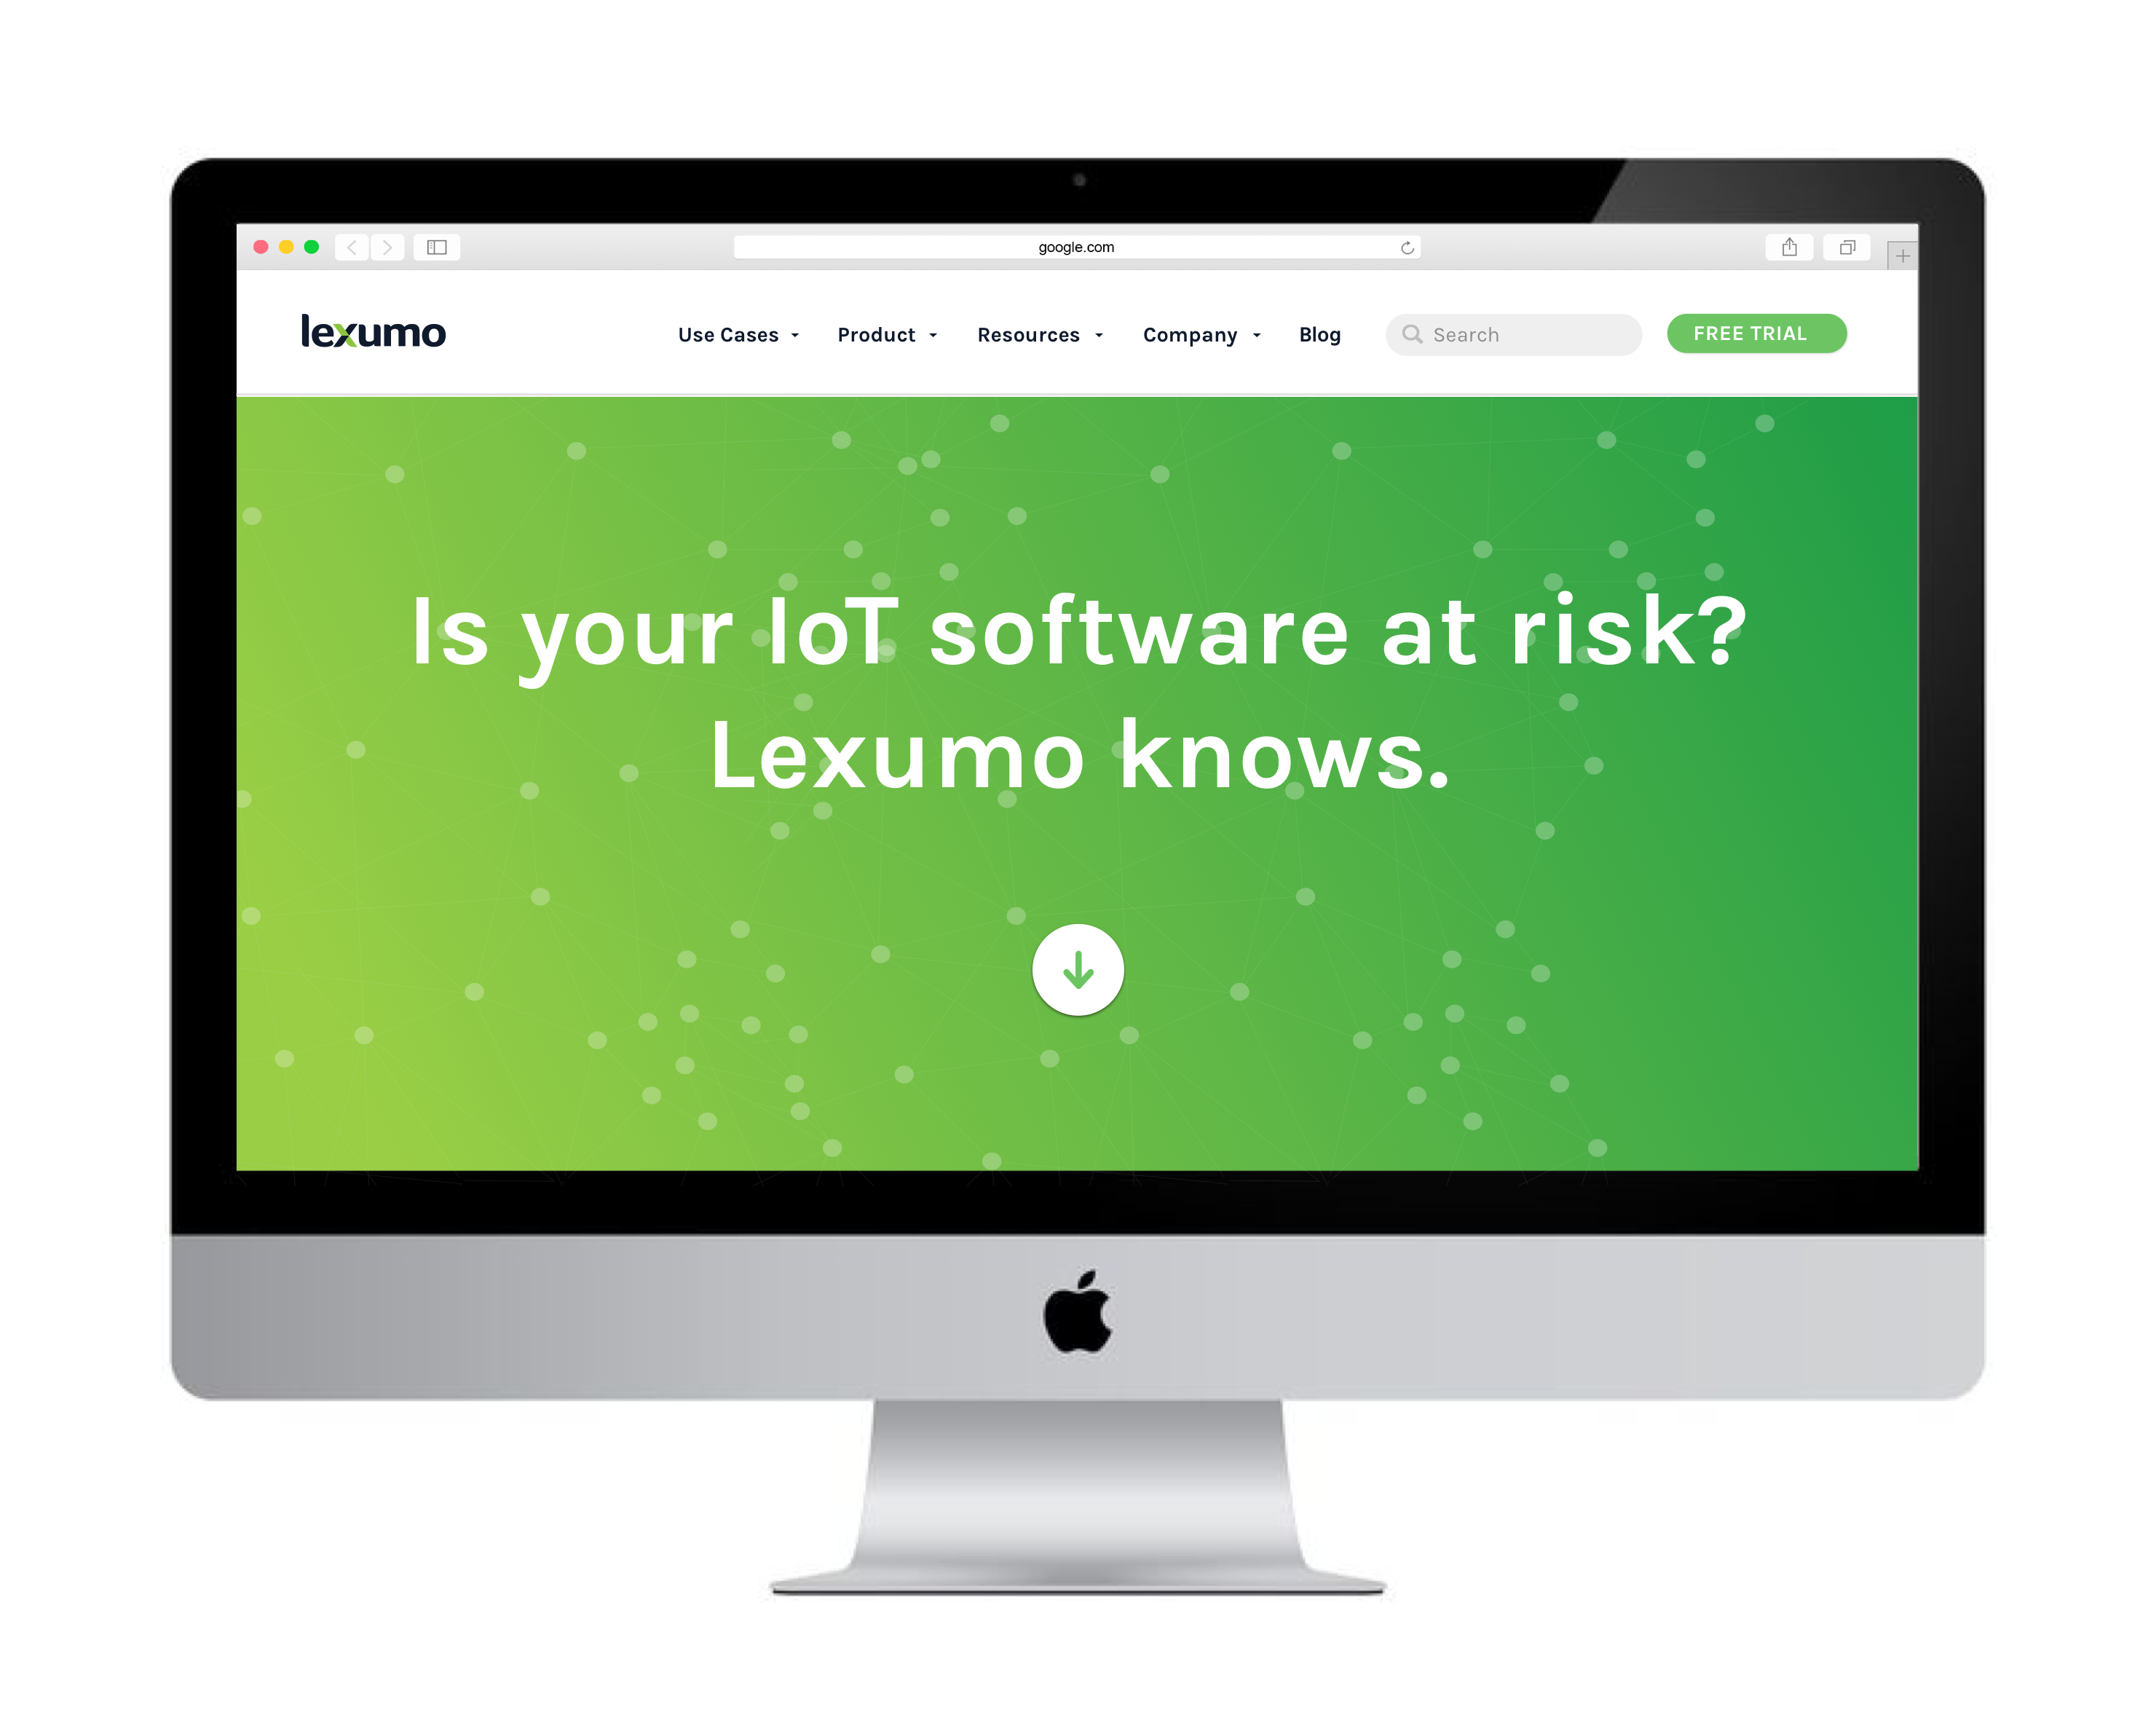 google.com
lexumo
Use Cases Product Resources Company Blog Search FREE TRIAL
Is your IoT software at risk?
Lexumo knows.